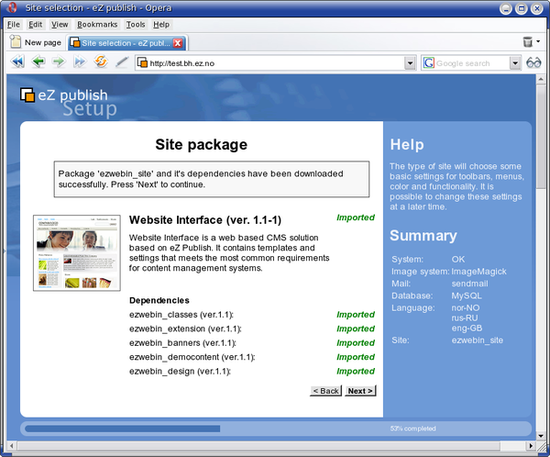 Site selection - eZ publish - Opera
File Edit View Bookmarks Tools Help
New page
Site selection - eZ publ...
http://test.bh.ez.no
Google search
eZ publish
Setup
Site package
Package 'ezwebin_site' and it's dependencies have been downloaded
successfully. Press 'Next' to continue.
Website Interface (ver. 1.1-1) Imported
Website Interface is a web based CMS solution
based on eZ Publish. It contains templates and
settings that meets the most common requirements
for content management systems.
Dependencies
ezwebin_classes (ver.1.1): Imported
ezwebin_extension (ver.1.1): Imported
ezwebin_banners (ver.1.1): Imported
ezwebin_democontent (ver.1.1): Imported
ezwebin_design (ver.1.1): Imported
< Back Next >
Help
The type of site will choose some
basic settings for toolbars, menus,
color and functionality. It is
possible to change these settings
at a later time.
Summary
System: OK
Image system: ImageMagick
Mail: sendmail
Database: MySQL
Language: nor-NO
rus-RU
eng-GB
Site: ezwebin_site
53% completed